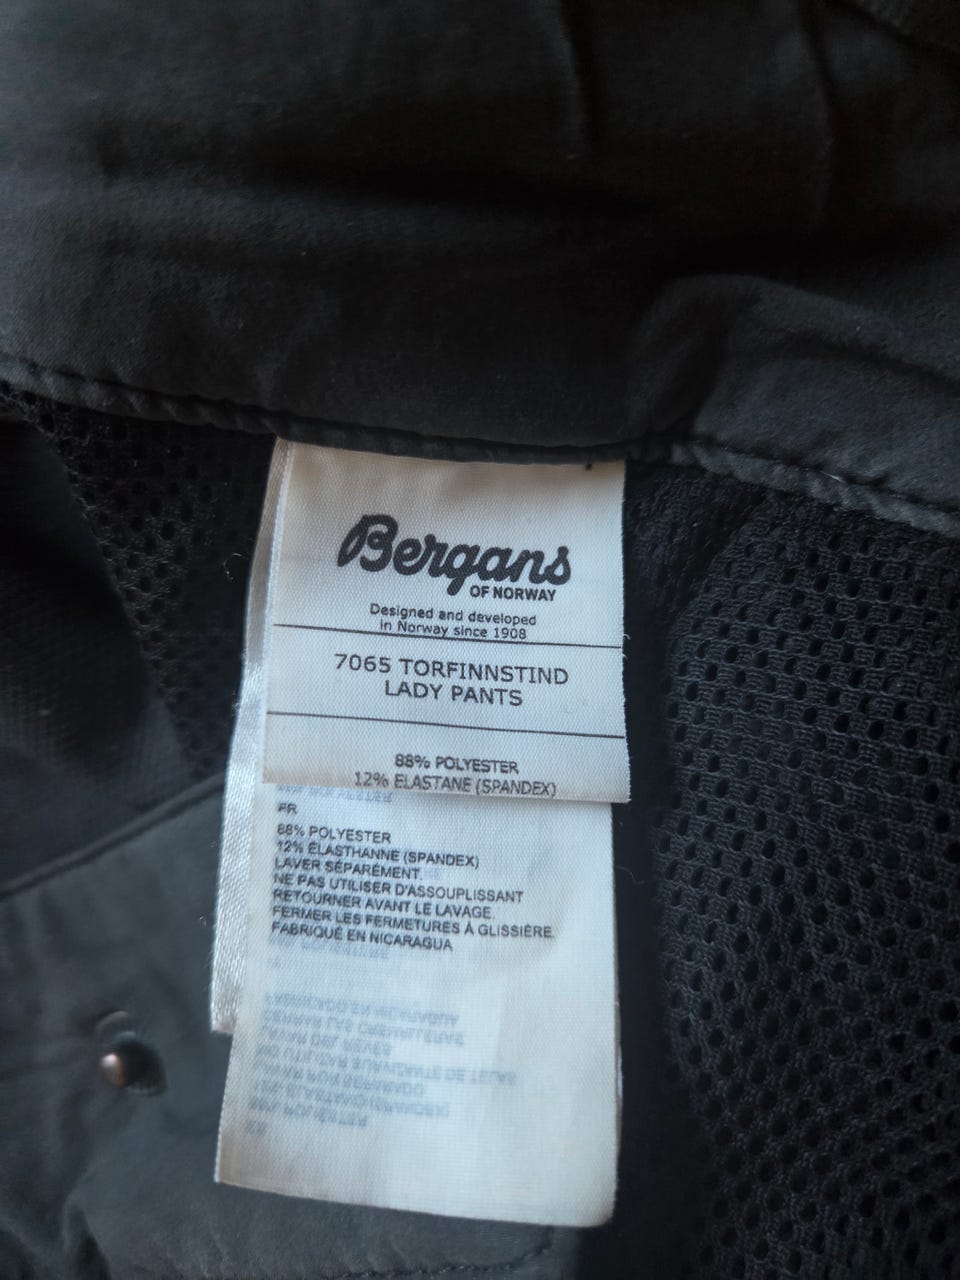 Bergans
OF NORWAY
Designed and developed
in Norway since 1908
7065 TORFINNSTIND
LADY PANTS
88% POLYESTER
12% ELASTANE (SPANDEX)
FR
88% POLYESTER
12% ÉLASTHANNE (SPANDEX)
LAVER SÉPARÉMENT.
NE PAS UTILISER D'ASSOUPLISSANT
RETOURNER AVANT LE LAVAGE.
FERMER LES FERMETURES À GLISSIÈRE.
FABRIQUÉ EN NICARAGUA